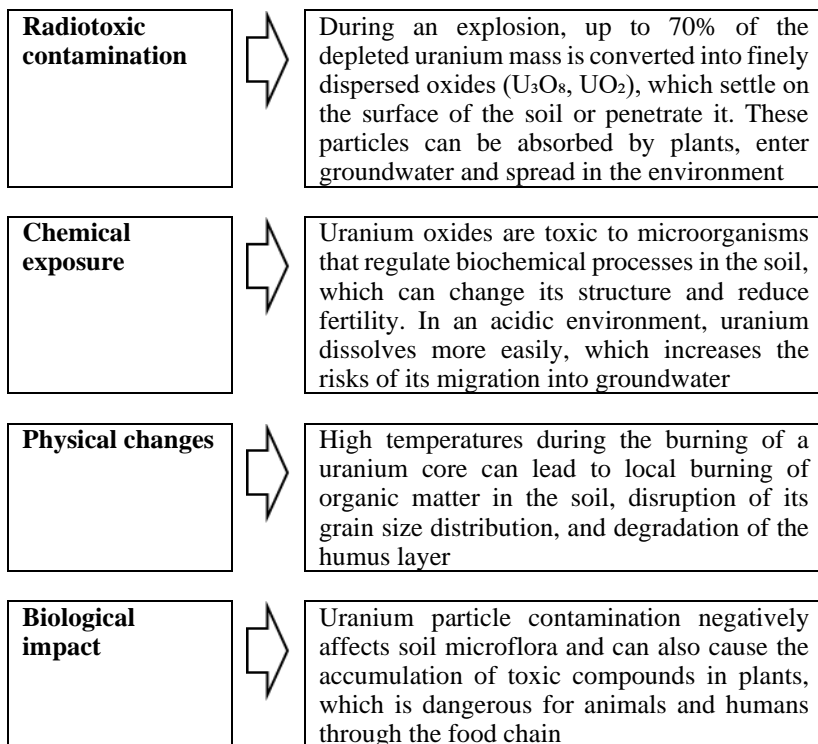 Radiotoxic
contamination
During an explosion, up to 70% of the
depleted uranium mass is converted into finely
dispersed oxides (U₃O₈, UO₂), which settle on
the surface of the soil or penetrate it. These
particles can be absorbed by plants, enter
groundwater and spread in the environment
Chemical
exposure
Uranium oxides are toxic to microorganisms
that regulate biochemical processes in the soil,
which can change its structure and reduce
fertility. In an acidic environment, uranium
dissolves more easily, which increases the
risks of its migration into groundwater
Physical changes
High temperatures during the burning of a
uranium core can lead to local burning of
organic matter in the soil, disruption of its
grain size distribution, and degradation of the
humus layer
Biological
impact
Uranium particle contamination negatively
affects soil microflora and can also cause the
accumulation of toxic compounds in plants,
which is dangerous for animals and humans
through the food chain